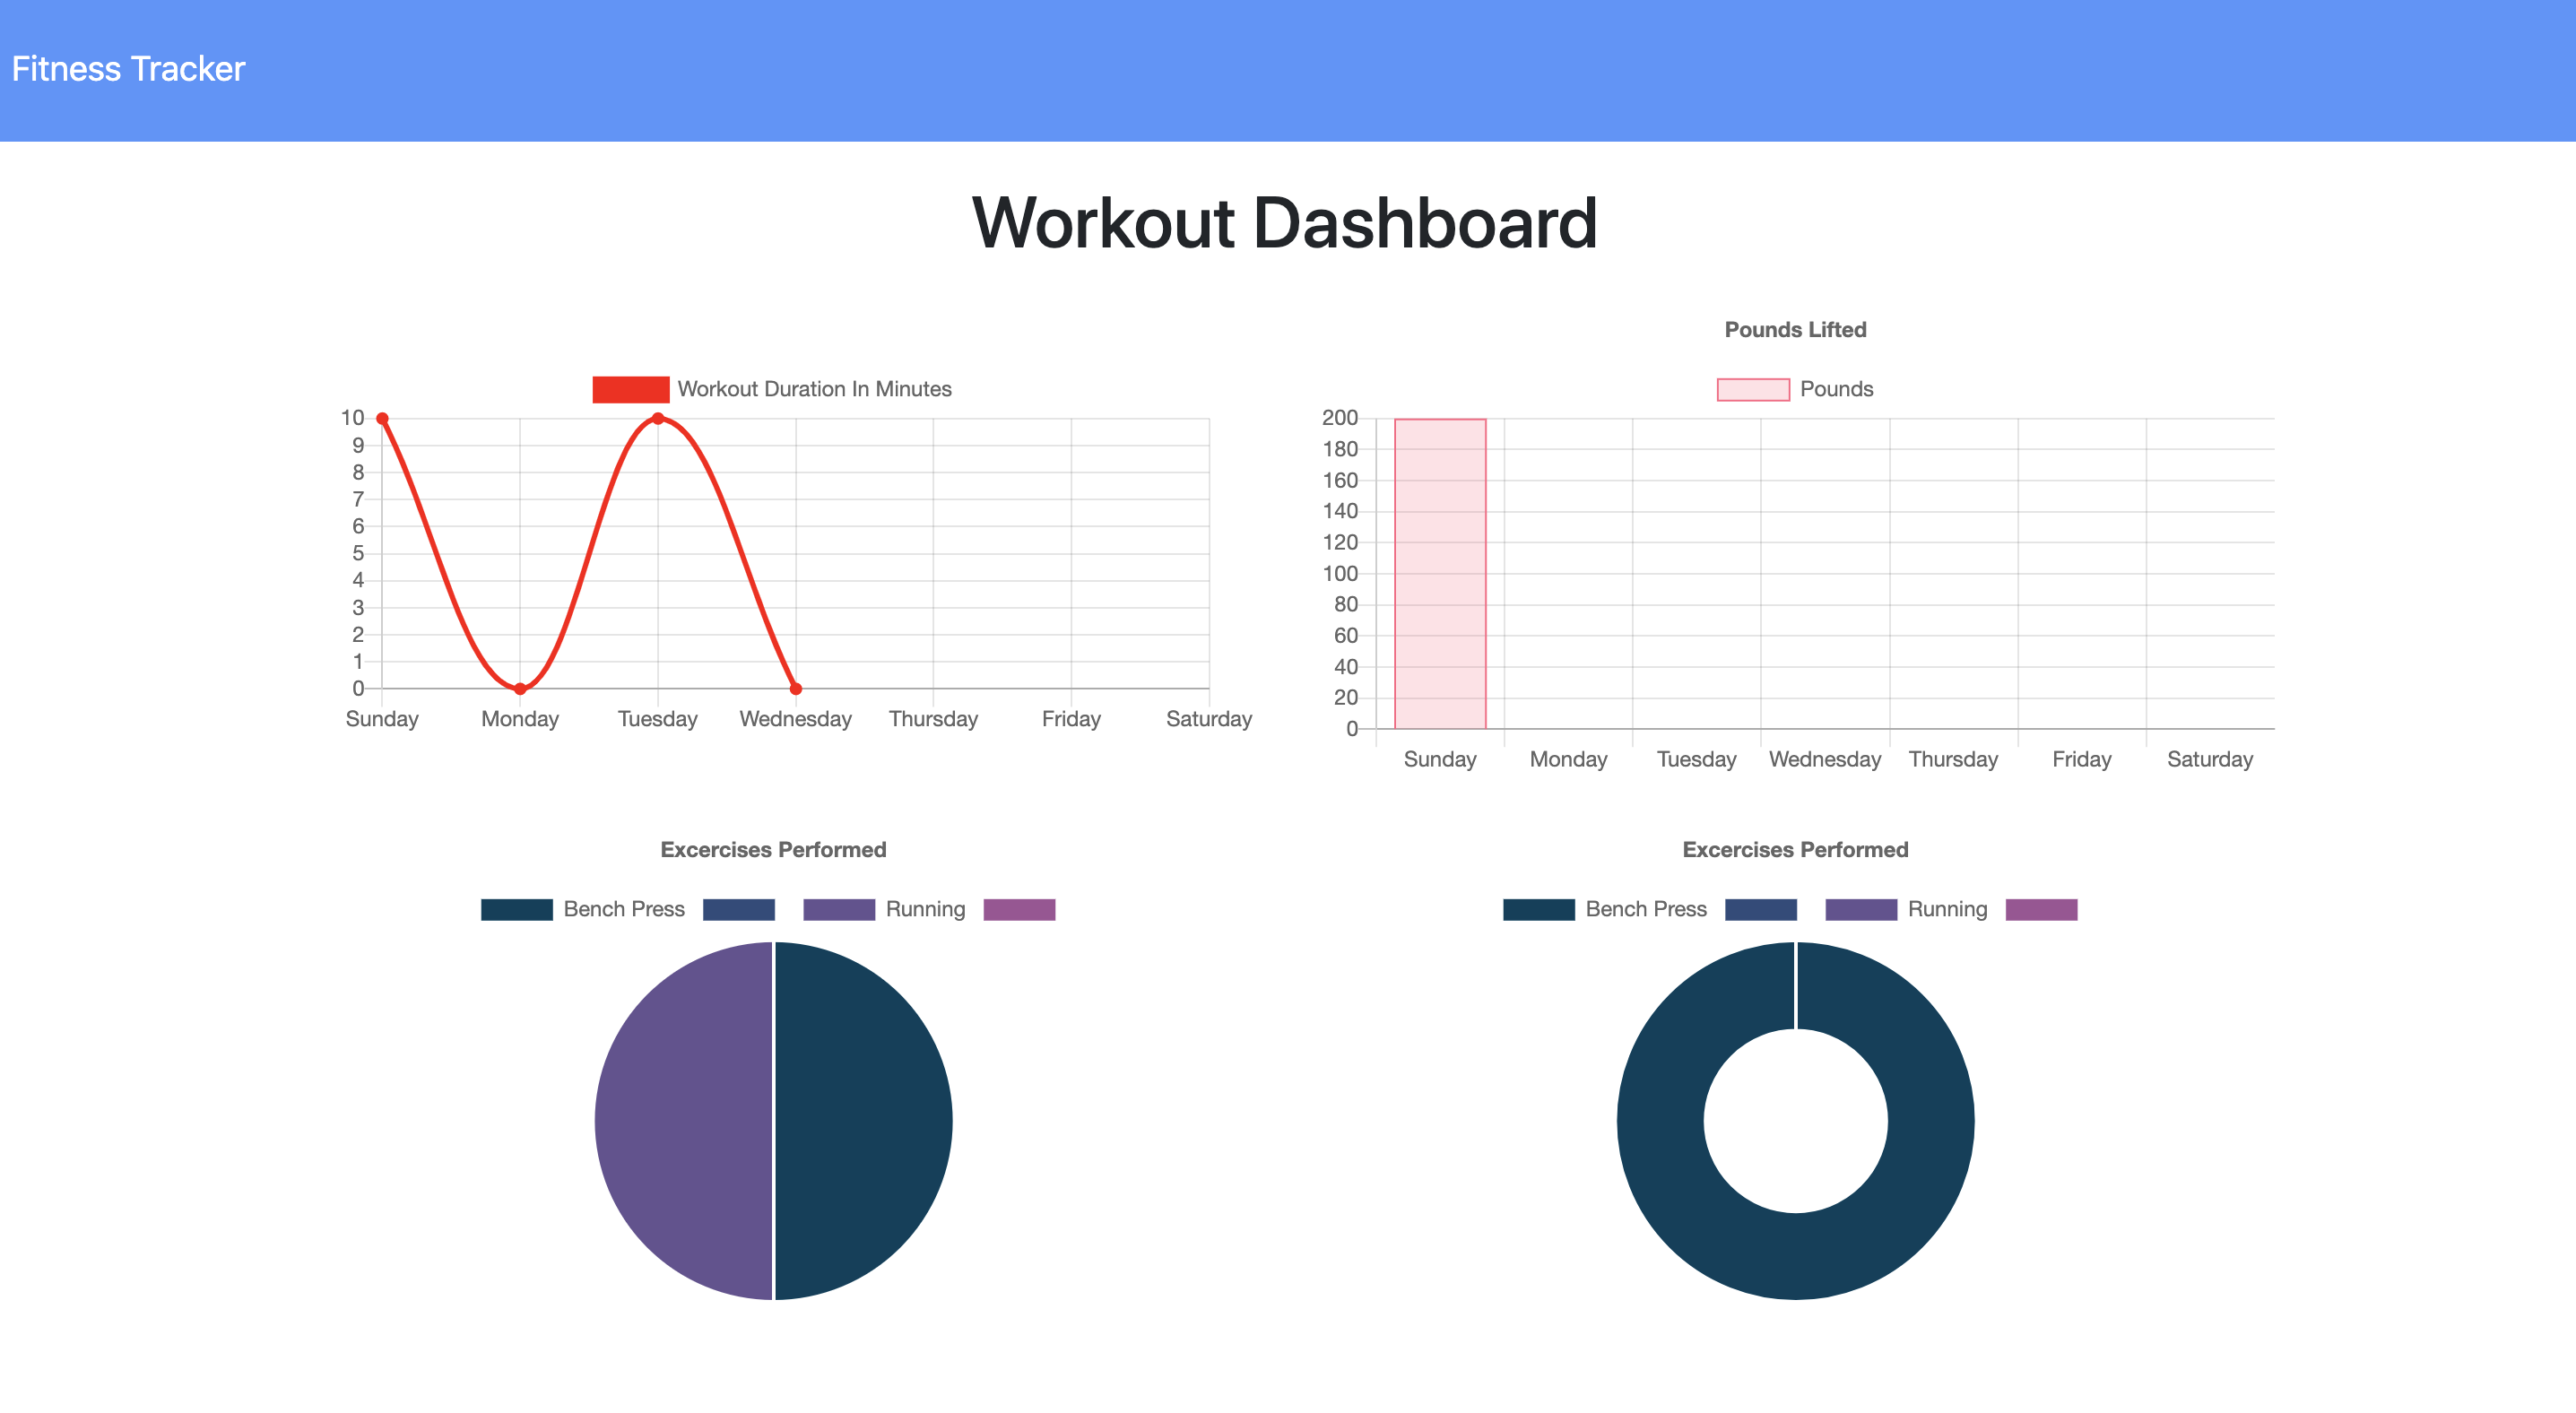 Fitness Tracker
Workout Dashboard
Workout Duration In Minutes
10
9
8
7
6
5
4
3
2
1
0
Sunday Monday Tuesday Wednesday Thursday Friday Saturday
Pounds Lifted
Pounds
200
180
160
140
120
100
80
60
40
20
0
Sunday Monday Tuesday Wednesday Thursday Friday Saturday
Excercises Performed
Bench Press Running
Excercises Performed
Bench Press Running